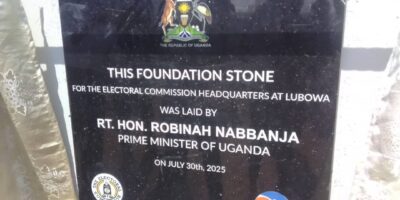 THE REPUBLIC OF UGANDA
THIS FOUNDATION STONE
FOR THE ELECTORAL COMMISSION HEADQUARTERS AT LUBOWA
WAS LAID BY
RT. HON. ROBINAH NABBANJA
PRIME MINISTER OF UGANDA
ON JULY 30th, 2025